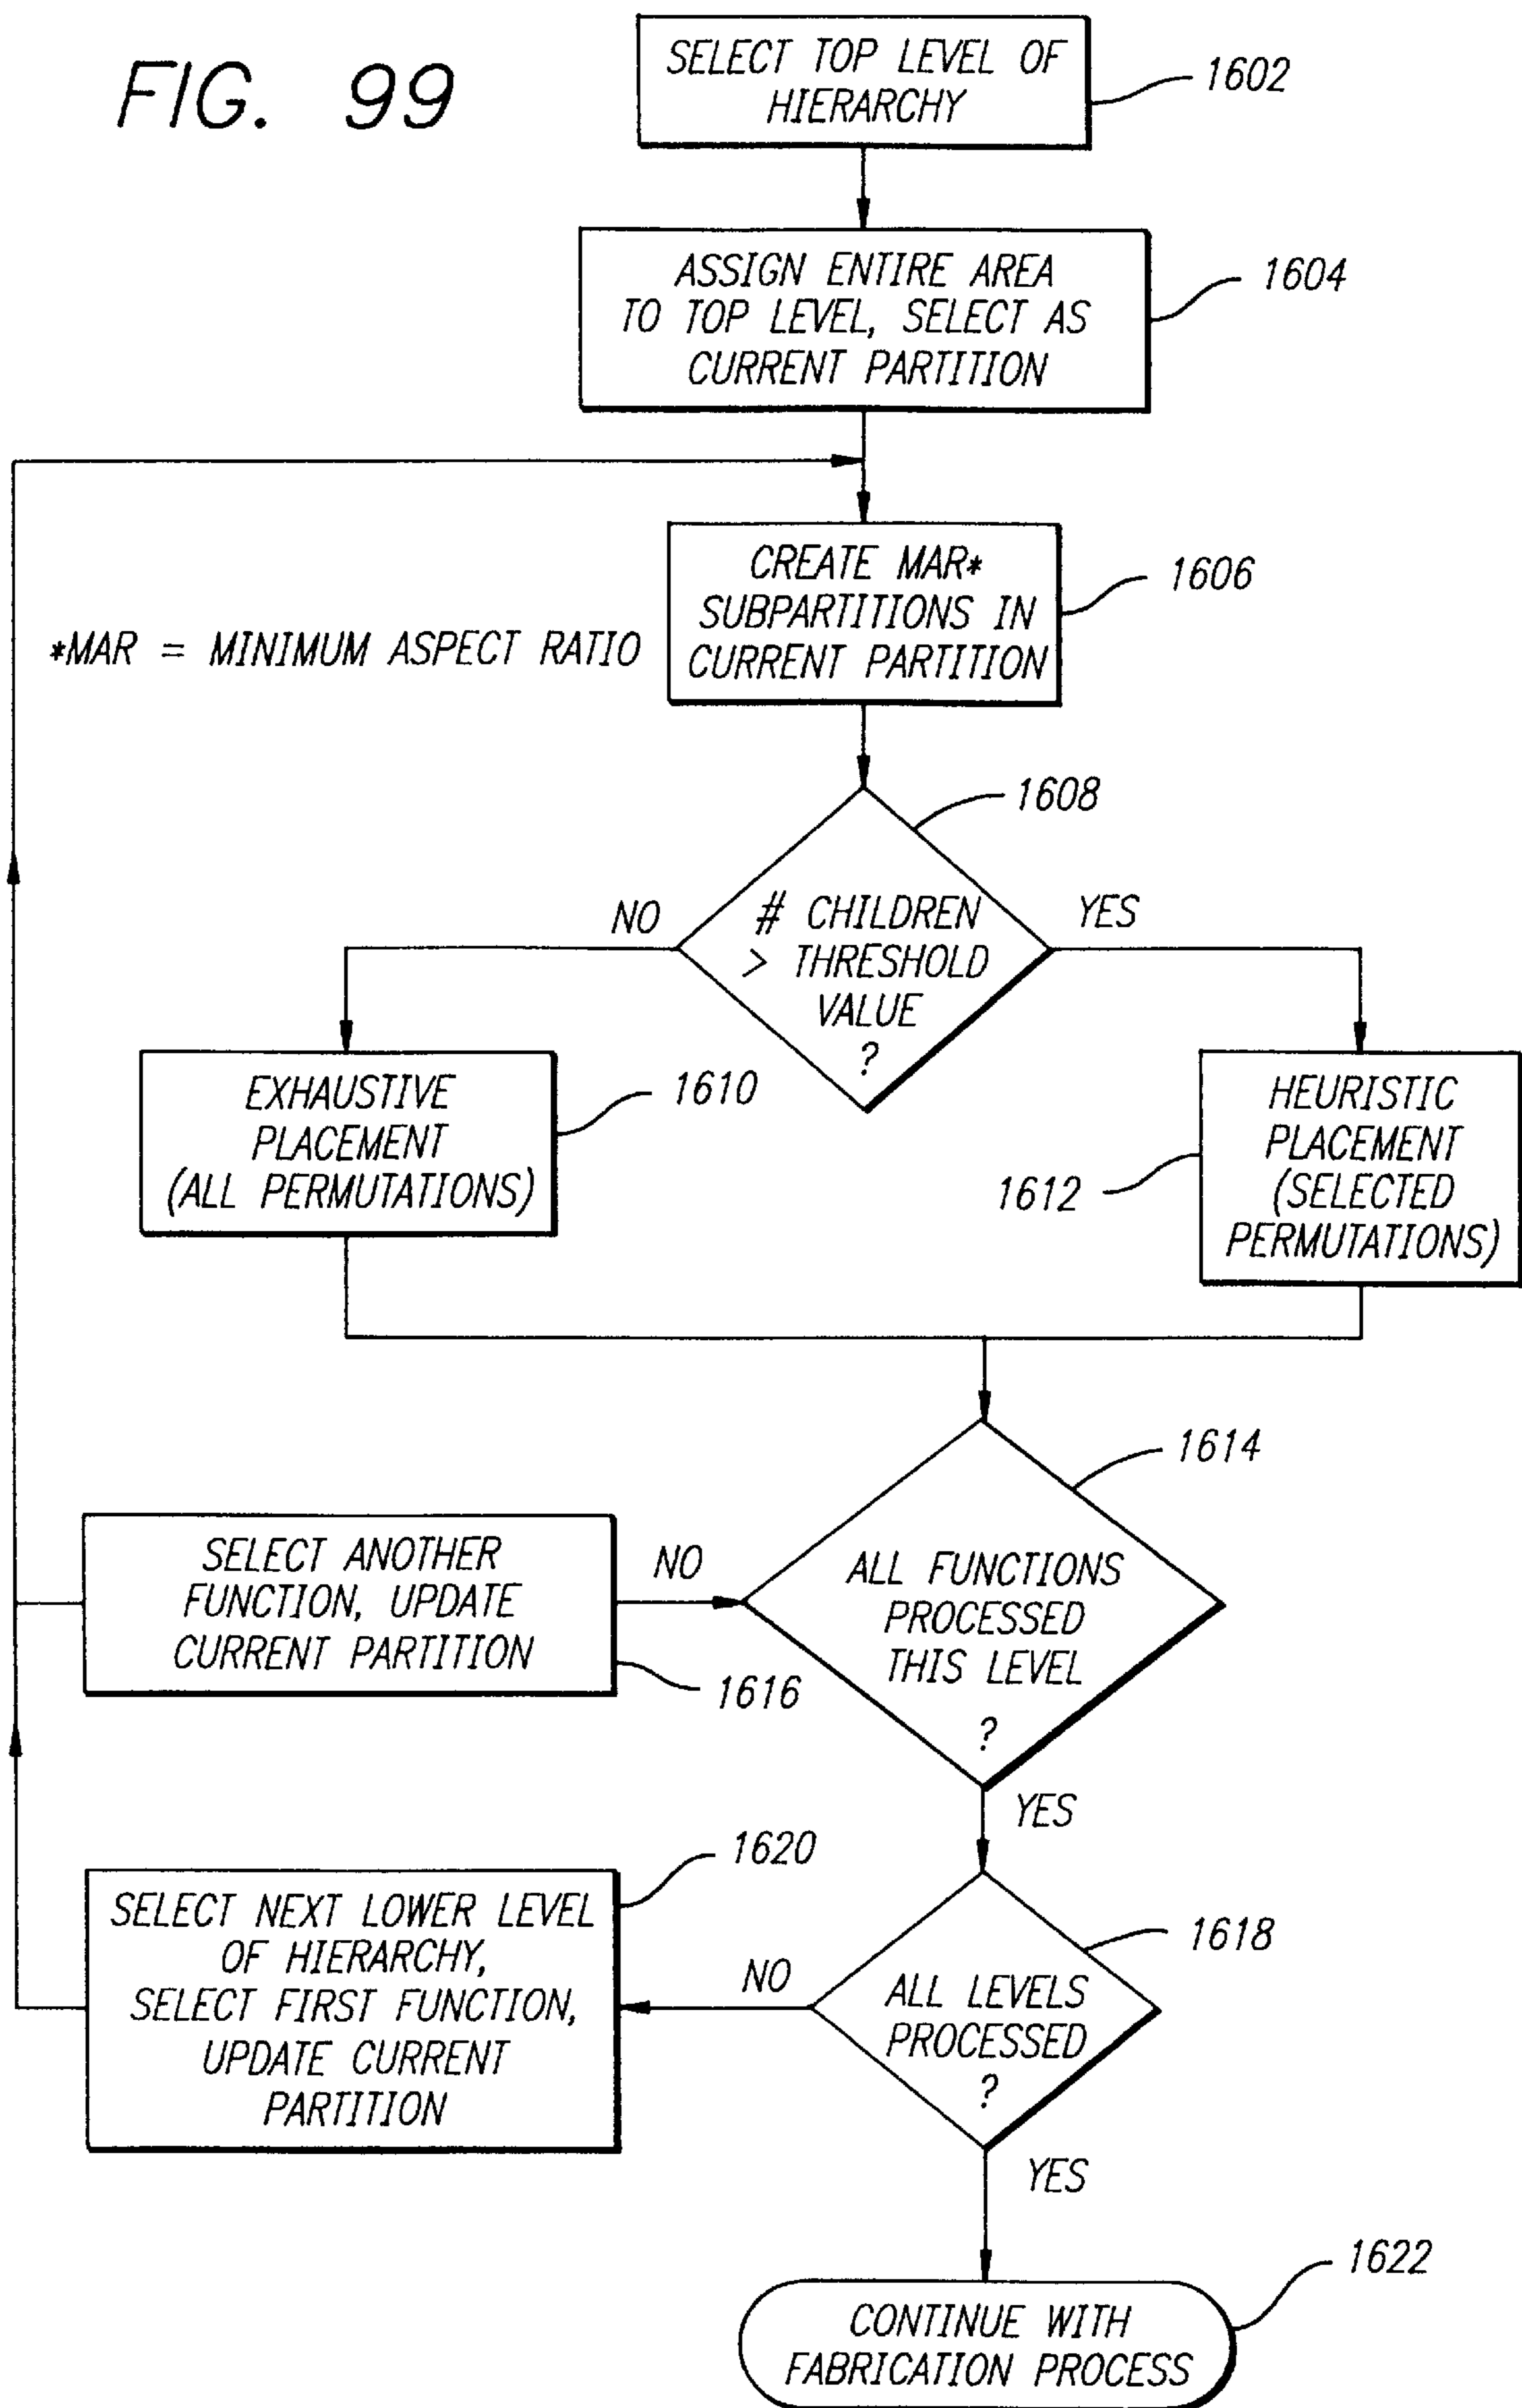 FIG. 99
SELECT TOP LEVEL OF
HIERARCHY
1602
ASSIGN ENTIRE AREA
TO TOP LEVEL, SELECT AS
CURRENT PARTITION
1604
CREATE MAR*
SUBPARTITIONS IN
CURRENT PARTITION
1606
*MAR = MINIMUM ASPECT RATIO
1608
# CHILDREN
> THRESHOLD
VALUE
?
NO
YES
EXHAUSTIVE
PLACEMENT
(ALL PERMUTATIONS)
1610
HEURISTIC
PLACEMENT
(SELECTED
PERMUTATIONS)
1612
1614
ALL FUNCTIONS
PROCESSED
THIS LEVEL
?
NO
SELECT ANOTHER
FUNCTION, UPDATE
CURRENT PARTITION
1616
YES
1620
SELECT NEXT LOWER LEVEL
OF HIERARCHY,
SELECT FIRST FUNCTION,
UPDATE CURRENT
PARTITION
NO
1618
ALL LEVELS
PROCESSED
?
YES
1622
CONTINUE WITH
FABRICATION PROCESS